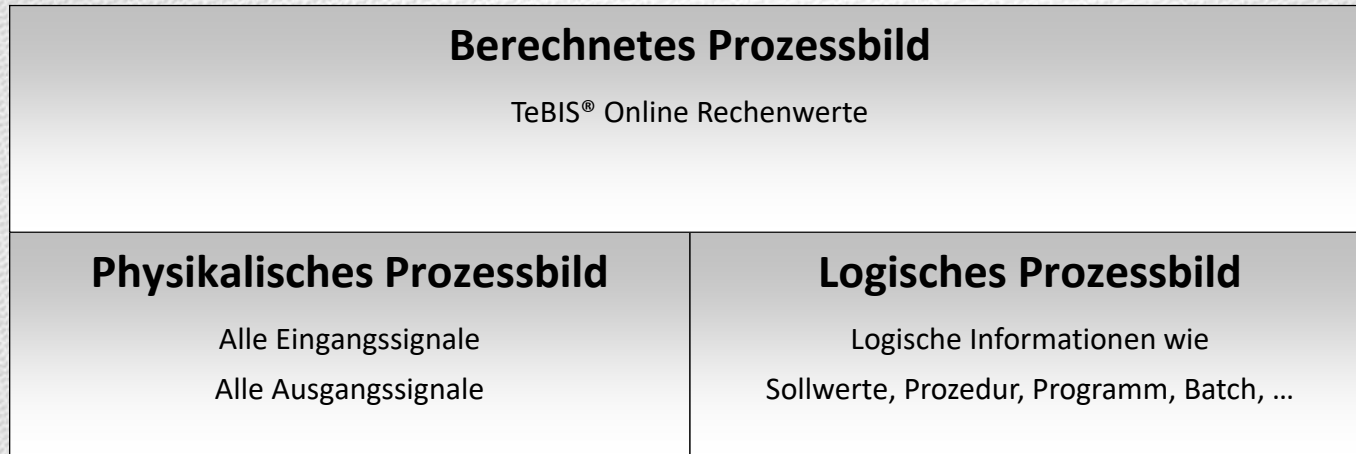 Berechnetes Prozessbild
TeBIS® Online Rechenwerte
Physikalisches Prozessbild
Alle Eingangssignale
Alle Ausgangssignale
Logisches Prozessbild
Logische Informationen wie
Sollwerte, Prozedur, Programm, Batch, ...